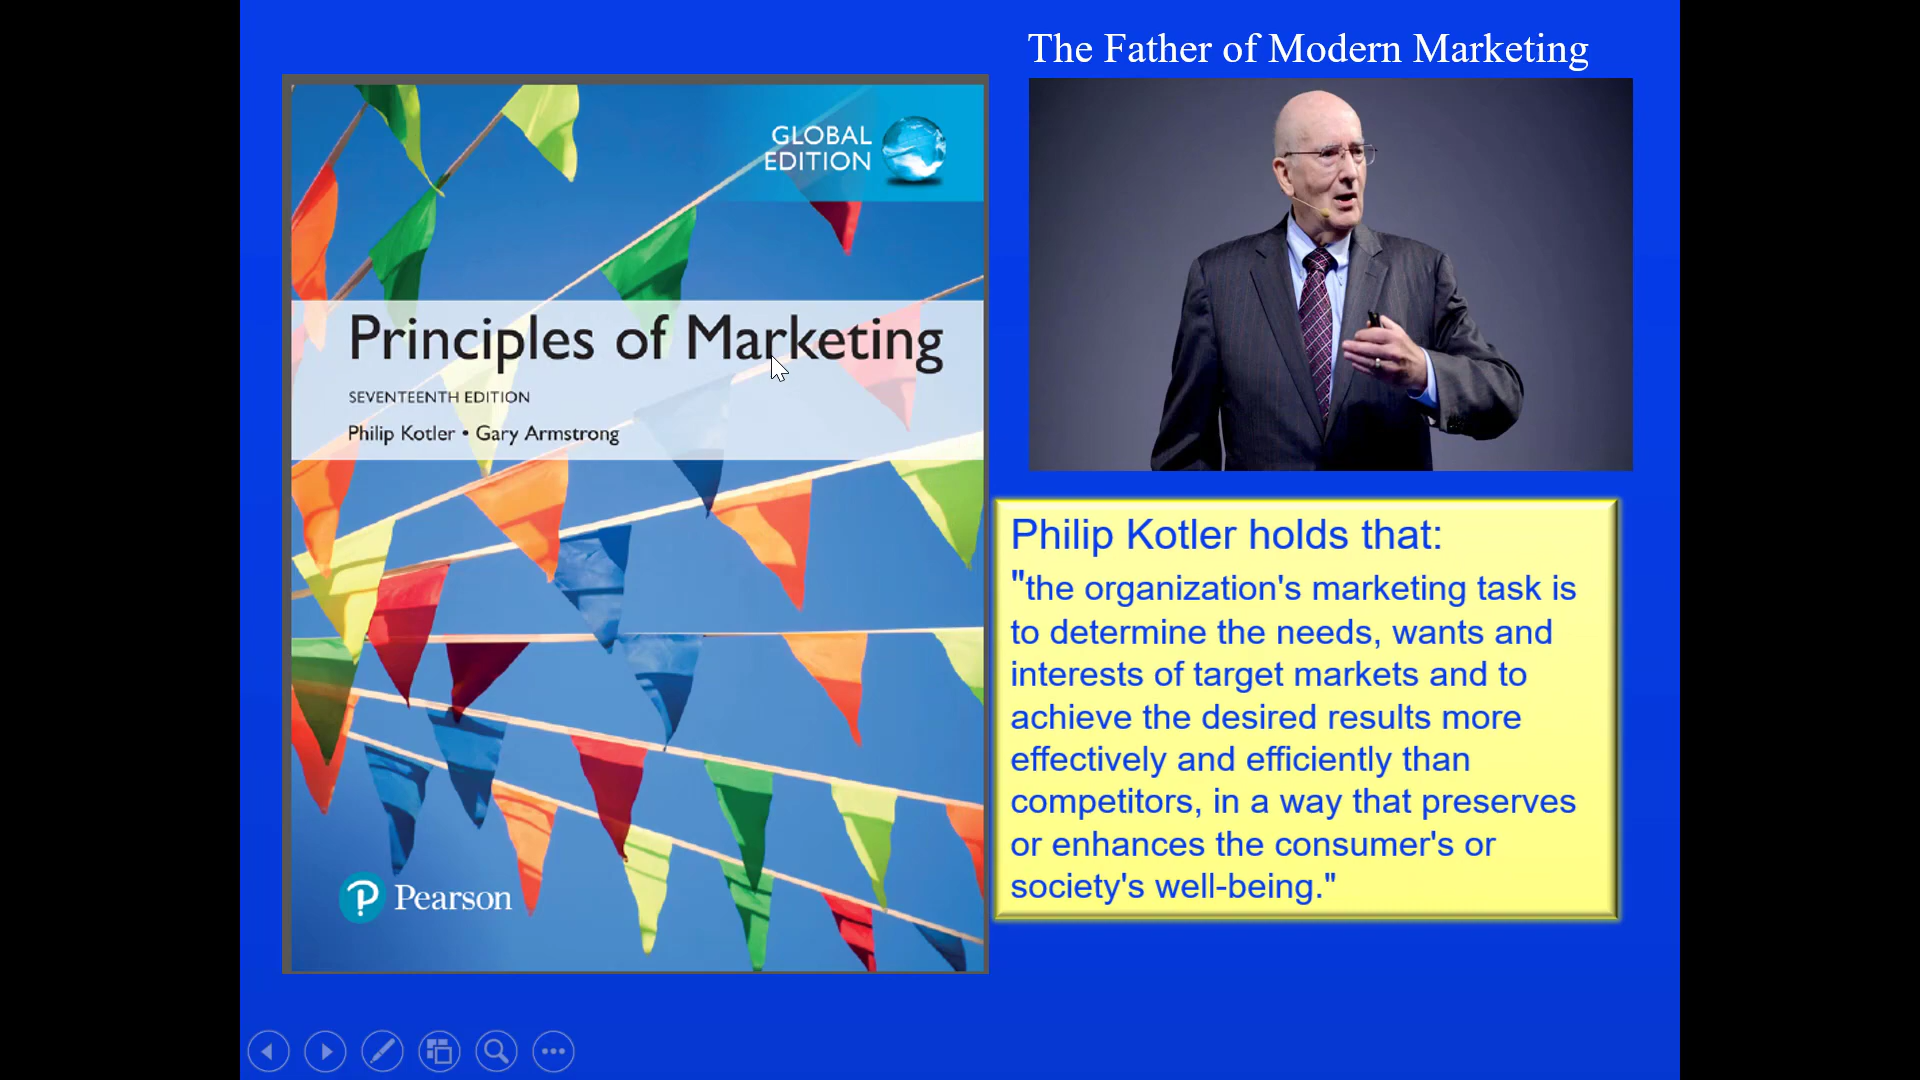 The Father of Modern Marketing
GLOBAL
EDITION
Principles of Marketing
SEVENTEENTH EDITION
Philip Kotler • Gary Armstrong
Pearson
Philip Kotler holds that:
"the organization's marketing task is
to determine the needs, wants and
interests of target markets and to
achieve the desired results more
effectively and efficiently than
competitors, in a way that preserves
or enhances the consumer's or
society's well-being."